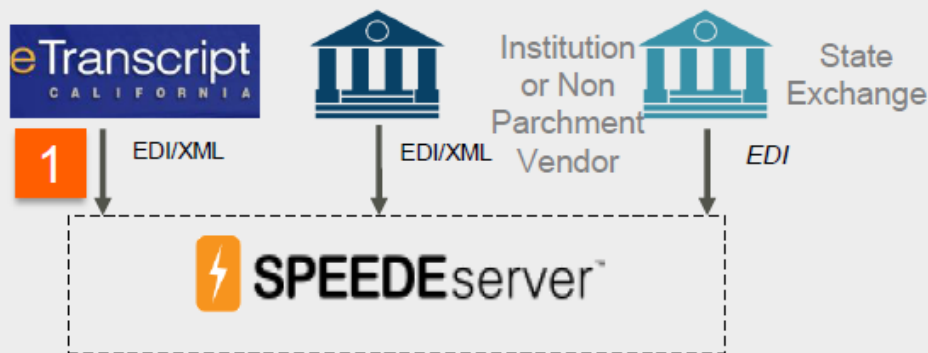 eTranscript
CALIFORNIA
Institution
or Non
Parchment
Vendor
State
Exchange
1
EDI/XML
EDI/XML
EDI
SPEEDEserver™